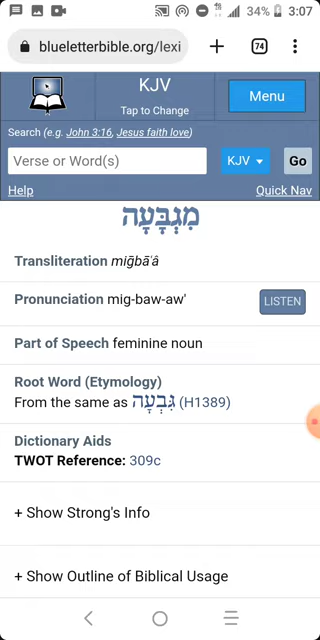 34% 3:07
blueletterbible.org/lexi 74
KJV
Tap to Change
Menu
Search (e.g. John 3:16, Jesus faith love)
Verse or Word(s) KJV Go
Help Quick Nav
מִגְבָּעָה
Transliteration miḡbāʿâ
Pronunciation mig-baw-aw'
LISTEN
Part of Speech feminine noun
Root Word (Etymology)
From the same as גִּבְעָה (H1389)
Dictionary Aids
TWOT Reference: 309c
+ Show Strong's Info
+ Show Outline of Biblical Usage